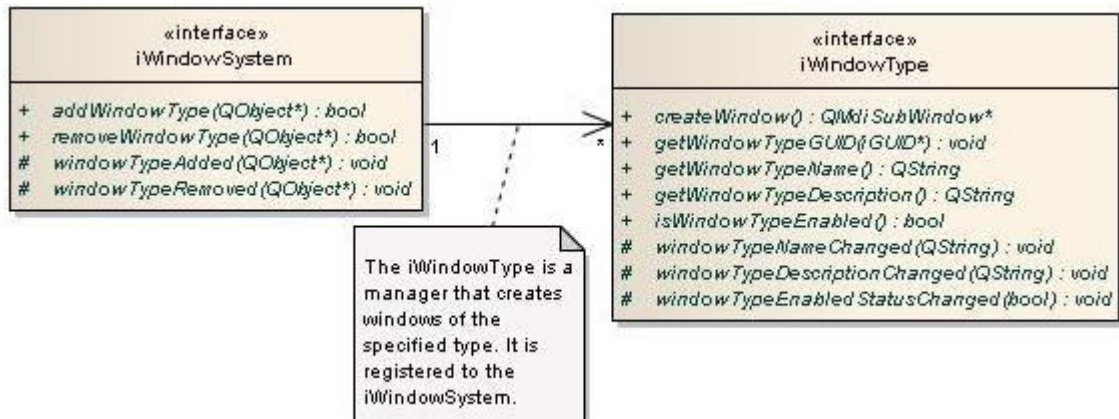 «interface»
iWindowSystem
+ addWindowType(QObject*) : bool
+ removeWindowType(QObject*) : bool
# windowTypeAdded(QObject*) : void
# windowTypeRemoved(QObject*) : void
1
*
«interface»
iWindowType
+ createWindow() : QMdiSubWindow*
+ getWindowTypeGUID(iGUID*) : void
+ getWindowTypeName() : QString
+ getWindowTypeDescription() : QString
+ isWindowTypeEnabled() : bool
# windowTypeNameChanged(QString) : void
# windowTypeDescriptionChanged(QString) : void
# windowTypeEnabledStatusChanged(bool) : void
The iWindowType is a
manager that creates
windows of the
specified type. It is
registered to the
iWindowSystem.